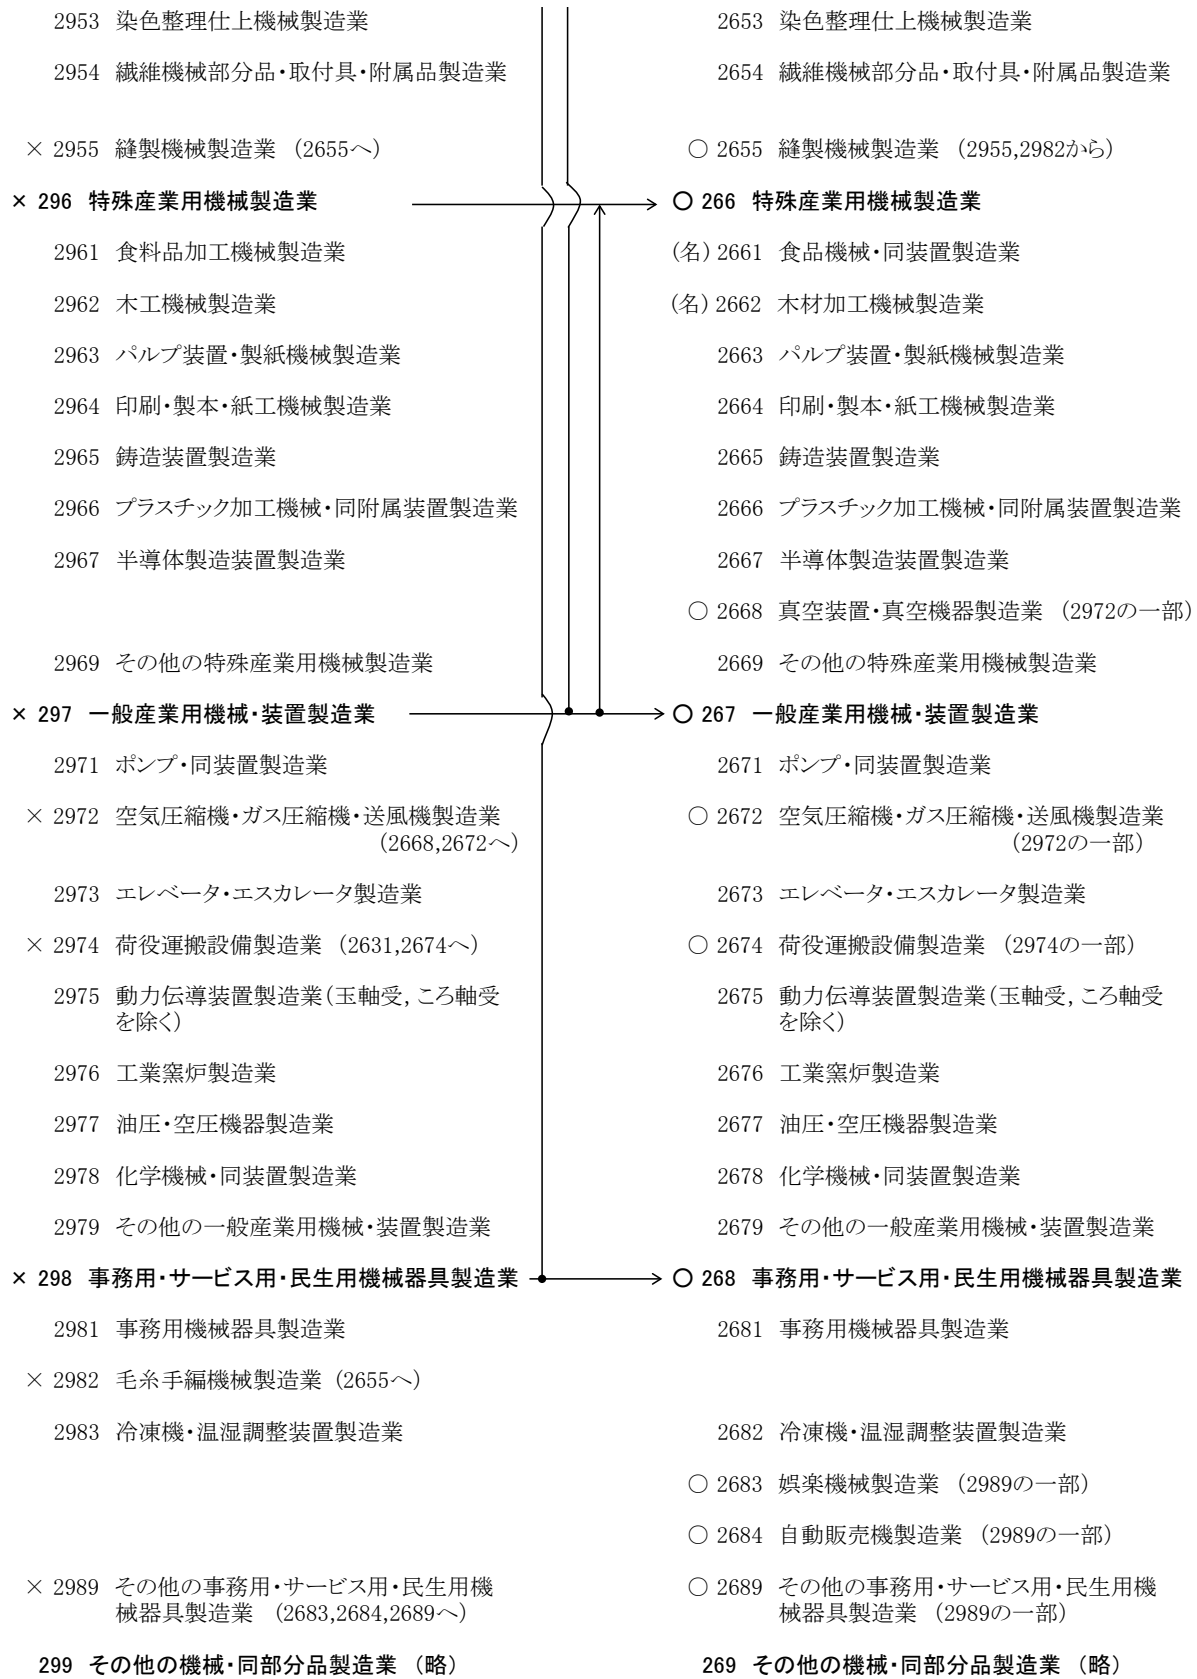 2953 染色整理仕上機械製造業 2653 染色整理仕上機械製造業
2954 繊維機械部分品・取付具・附属品製造業 2654 繊維機械部分品・取付具・附属品製造業
× 2955 縫製機械製造業 (2655へ) ○ 2655 縫製機械製造業 (2955,2982から)
× 296 特殊産業用機械製造業 ○ 266 特殊産業用機械製造業
2961 食料品加工機械製造業 (名) 2661 食品機械・同装置製造業
2962 木工機械製造業 (名) 2662 木材加工機械製造業
2963 パルプ装置・製紙機械製造業 2663 パルプ装置・製紙機械製造業
2964 印刷・製本・紙工機械製造業 2664 印刷・製本・紙工機械製造業
2965 鋳造装置製造業 2665 鋳造装置製造業
2966 プラスチック加工機械・同附属装置製造業 2666 プラスチック加工機械・同附属装置製造業
2967 半導体製造装置製造業 2667 半導体製造装置製造業
○ 2668 真空装置・真空機器製造業 (2972の一部)
2969 その他の特殊産業用機械製造業 2669 その他の特殊産業用機械製造業
× 297 一般産業用機械・装置製造業 ○ 267 一般産業用機械・装置製造業
2971 ポンプ・同装置製造業 2671 ポンプ・同装置製造業
× 2972 空気圧縮機・ガス圧縮機・送風機製造業 ○ 2672 空気圧縮機・ガス圧縮機・送風機製造業
(2668,2672へ) (2972の一部)
2973 エレベータ・エスカレータ製造業 2673 エレベータ・エスカレータ製造業
× 2974 荷役運搬設備製造業 (2631,2674へ) ○ 2674 荷役運搬設備製造業 (2974の一部)
2975 動力伝導装置製造業(玉軸受, ころ軸受 2675 動力伝導装置製造業(玉軸受, ころ軸受
を除く) を除く)
2976 工業窯炉製造業 2676 工業窯炉製造業
2977 油圧・空圧機器製造業 2677 油圧・空圧機器製造業
2978 化学機械・同装置製造業 2678 化学機械・同装置製造業
2979 その他の一般産業用機械・装置製造業 2679 その他の一般産業用機械・装置製造業
× 298 事務用・サービス用・民生用機械器具製造業 ○ 268 事務用・サービス用・民生用機械器具製造業
2981 事務用機械器具製造業 2681 事務用機械器具製造業
× 2982 毛糸手編機械製造業 (2655へ)
2983 冷凍機・温湿調整装置製造業 2682 冷凍機・温湿調整装置製造業
○ 2683 娯楽機械製造業 (2989の一部)
○ 2684 自動販売機製造業 (2989の一部)
× 2989 その他の事務用・サービス用・民生用機 ○ 2689 その他の事務用・サービス用・民生用機
械器具製造業 (2683,2684,2689へ) 械器具製造業 (2989の一部)
299 その他の機械・同部分品製造業 (略) 269 その他の機械・同部分品製造業 (略)